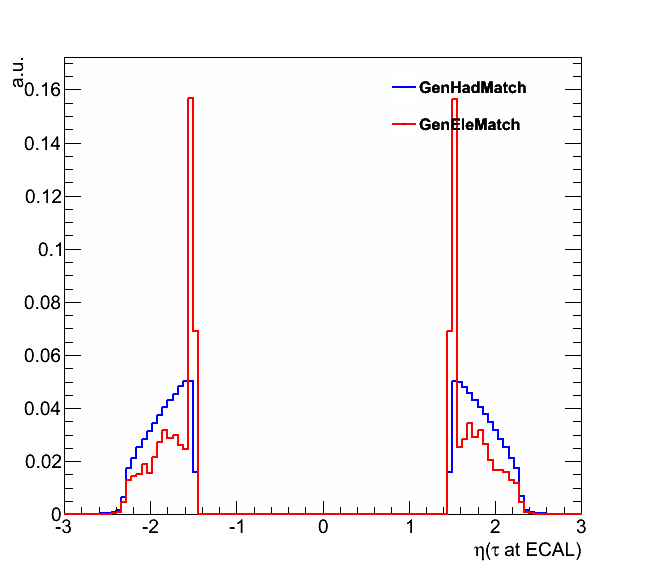 a.u.
0.16
0.14
0.12
0.1
0.08
0.06
0.04
0.02
0
GenHadMatch
GenEleMatch
-3 -2 -1 0 1 2 3
η(τ at ECAL)